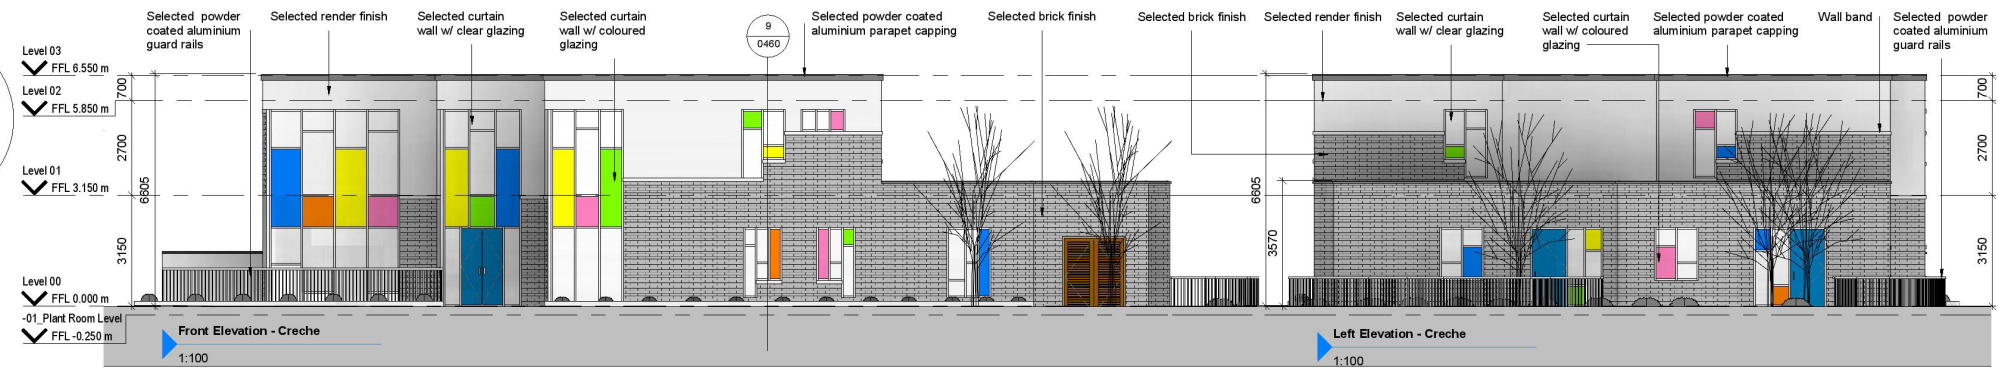 Selected  powder
coated aluminium
guard rails
Selected render finish
Selected curtain
wall w/ clear glazing
Selected curtain
wall w/ coloured
glazing
9
0460
Selected powder coated
aluminium parapet capping
Selected brick finish
Selected brick finish
Selected render finish
Selected curtain
wall w/ clear glazing
Selected curtain
wall w/ coloured
glazing
Selected powder coated
aluminium parapet capping
Wall band
Selected  powder
coated aluminium
guard rails
Level 03
FFL 6.550 m
Level 02
FFL 5.850 m
Level 01
FFL 3.150 m
Level 00
FFL 0.000 m
-01_Plant Room Level
FFL -0.250 m
700
2700
3150
6605
6605
3570
700
2700
3150
Front Elevation - Creche
1:100
Left Elevation - Creche
1:100